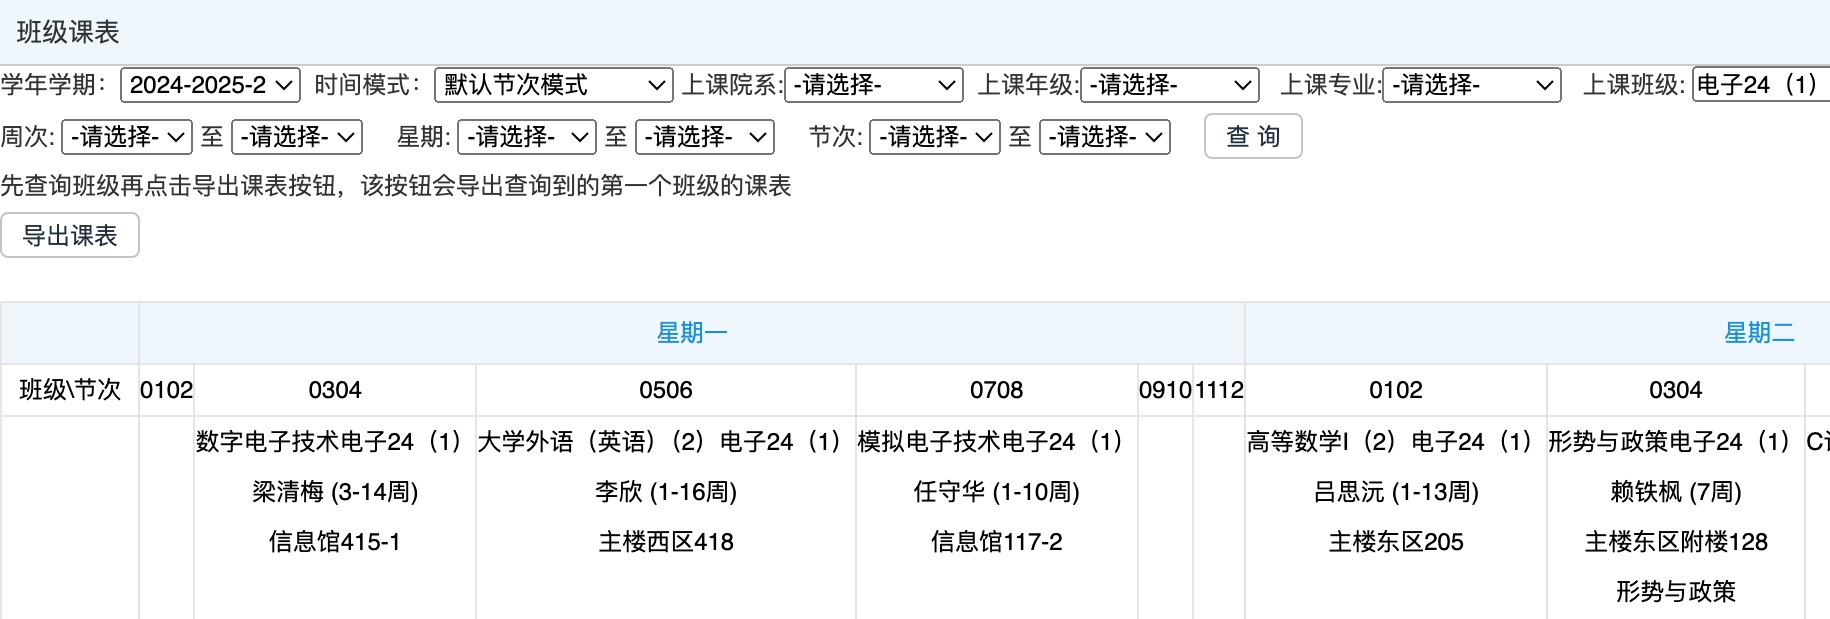 班级课表
学年学期： 2024-2025-2 时间模式： 默认节次模式 上课院系: -请选择- 上课年级: -请选择- 上课专业: -请选择- 上课班级: 电子24（1）
周次: -请选择- 至 -请选择- 星期: -请选择- 至 -请选择- 节次: -请选择- 至 -请选择- 查 询
先查询班级再点击导出课表按钮，该按钮会导出查询到的第一个班级的课表
导出课表
星期一 星期二
班级\节次 0102 0304 0506 0708 0910 1112 0102 0304
数字电子技术电子24（1） 大学外语（英语）（2）电子24（1） 模拟电子技术电子24（1） 高等数学I（2）电子24（1） 形势与政策电子24（1） C
梁清梅 (3-14周) 李欣 (1-16周) 任守华 (1-10周) 吕思沅 (1-13周) 赖铁枫 (7周)
信息馆415-1 主楼西区418 信息馆117-2 主楼东区205 主楼东区附楼128
形势与政策